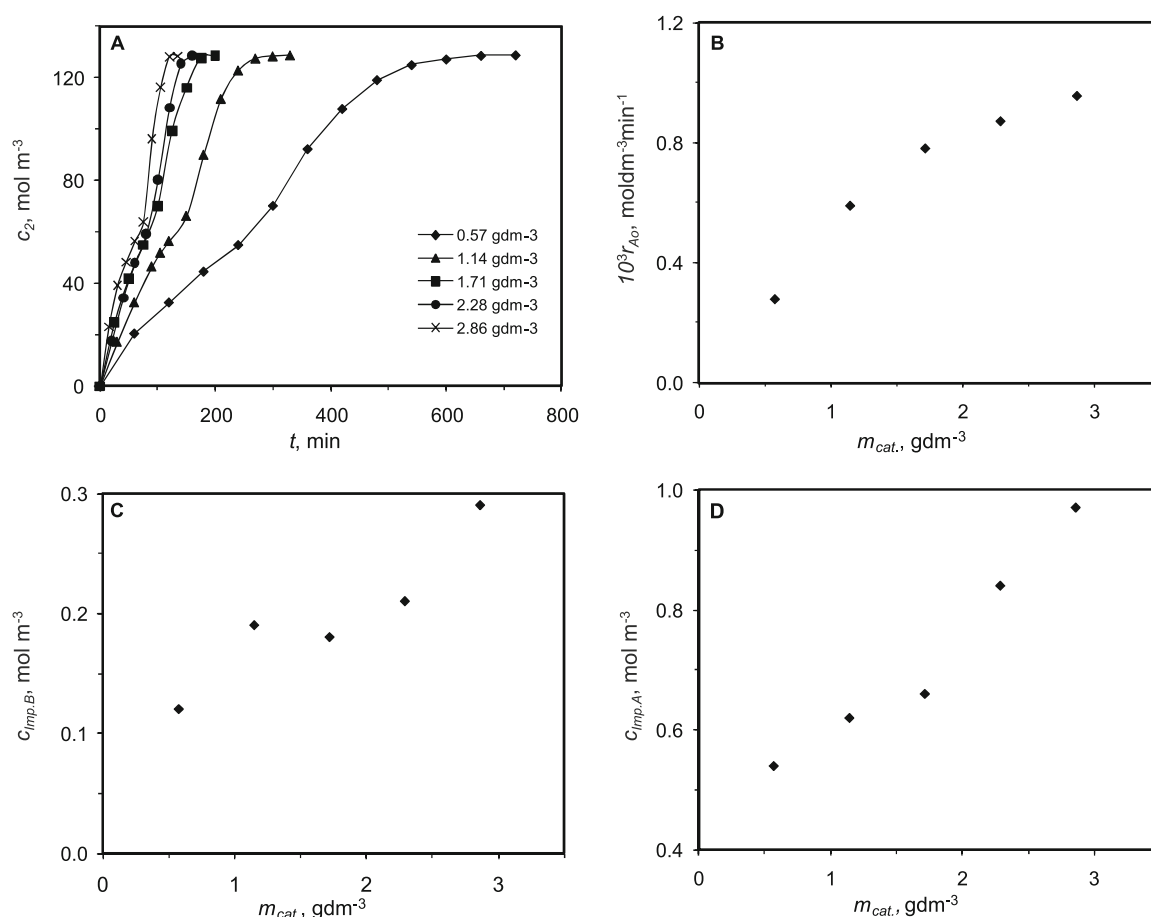 A
120
80
40
0
c2, mol m-3
0.57 gdm-3
1.14 gdm-3
1.71 gdm-3
2.28 gdm-3
2.86 gdm-3
0 200 400 600 800
t, min
B
1.2
0.8
0.4
0.0
10³rAo, moldm-3min-1
0 1 2 3
mcat., gdm-3
C
0.3
0.2
0.1
0.0
cImp.B, mol m-3
0 1 2 3
mcat, gdm-3
D
1.0
0.8
0.6
0.4
cImp.A, mol m-3
0 1 2 3
mcat., gdm-3